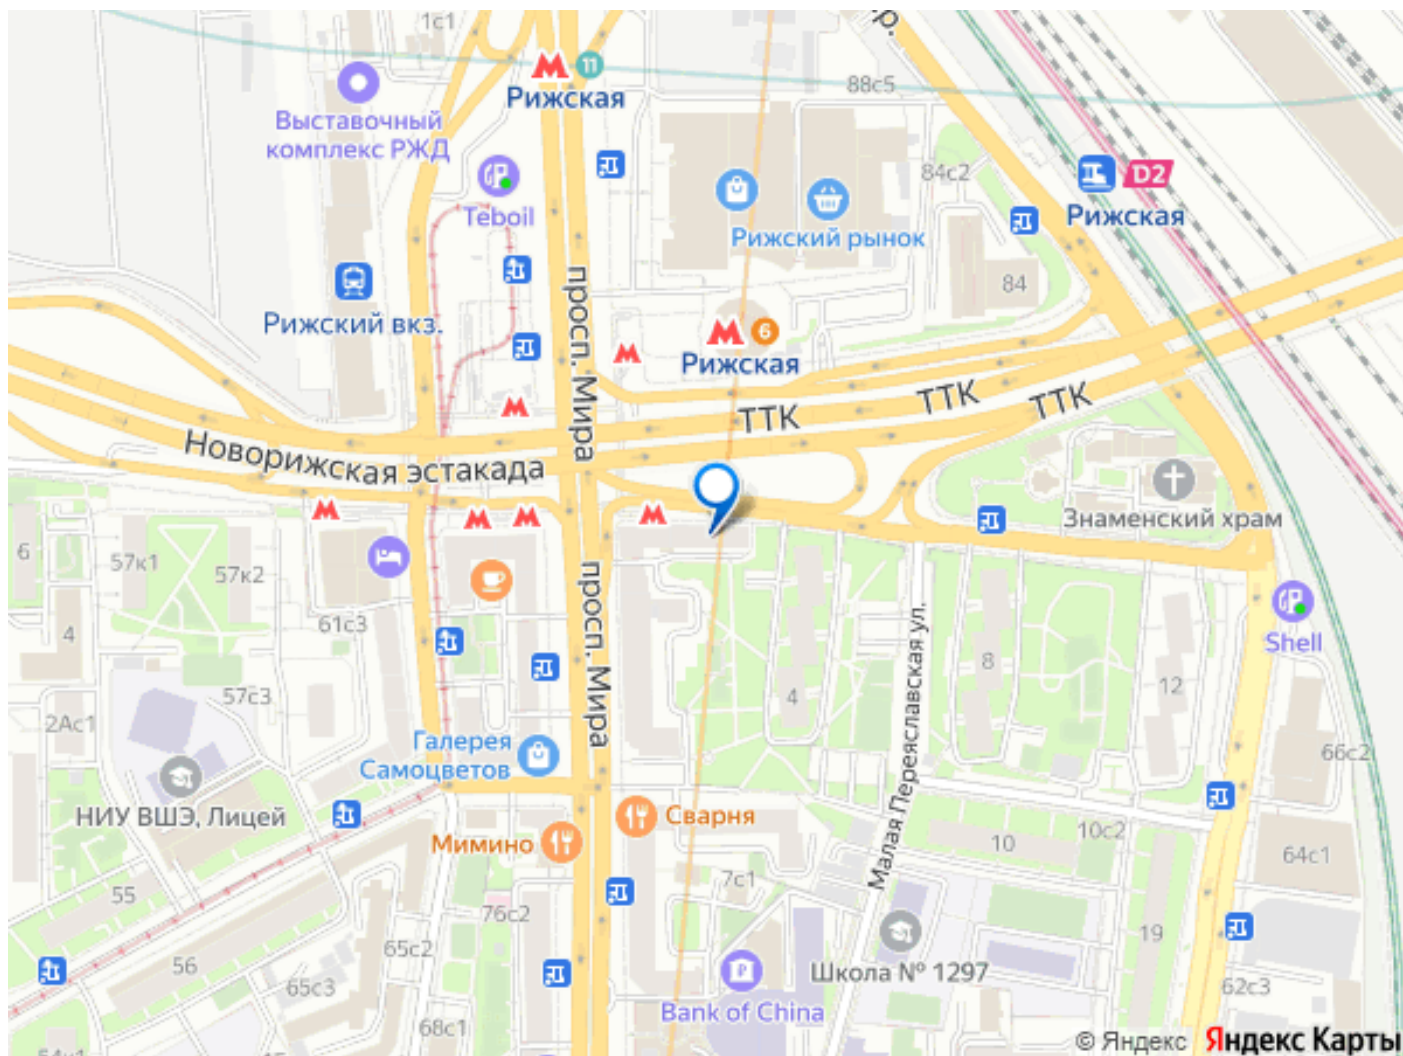 1с1
11
Рижская
р.
88с5
Выставочный
комплекс РЖД
Teboil
84с2
D2
Рижская
Рижский рынок
84
просп. Мира
Рижский вкз.
6
Рижская
ТТК
ТТК
ТТК
Новорижская эстакада
Знаменский храм
6
57к1
57к2
61с3
4
просп. Мира
Малая Переяславская ул.
Shell
8
12
4
57с3
2Ас1
Галерея
Самоцветов
66с2
НИУ ВШЭ, Лицей
Сварня
Мимино
10с2
10
64с1
55
7с1
76с2
65с2
19
56
Школа № 1297
65с3
62с3
Bank of China
68с1
© Яндекс Яндекс Карты